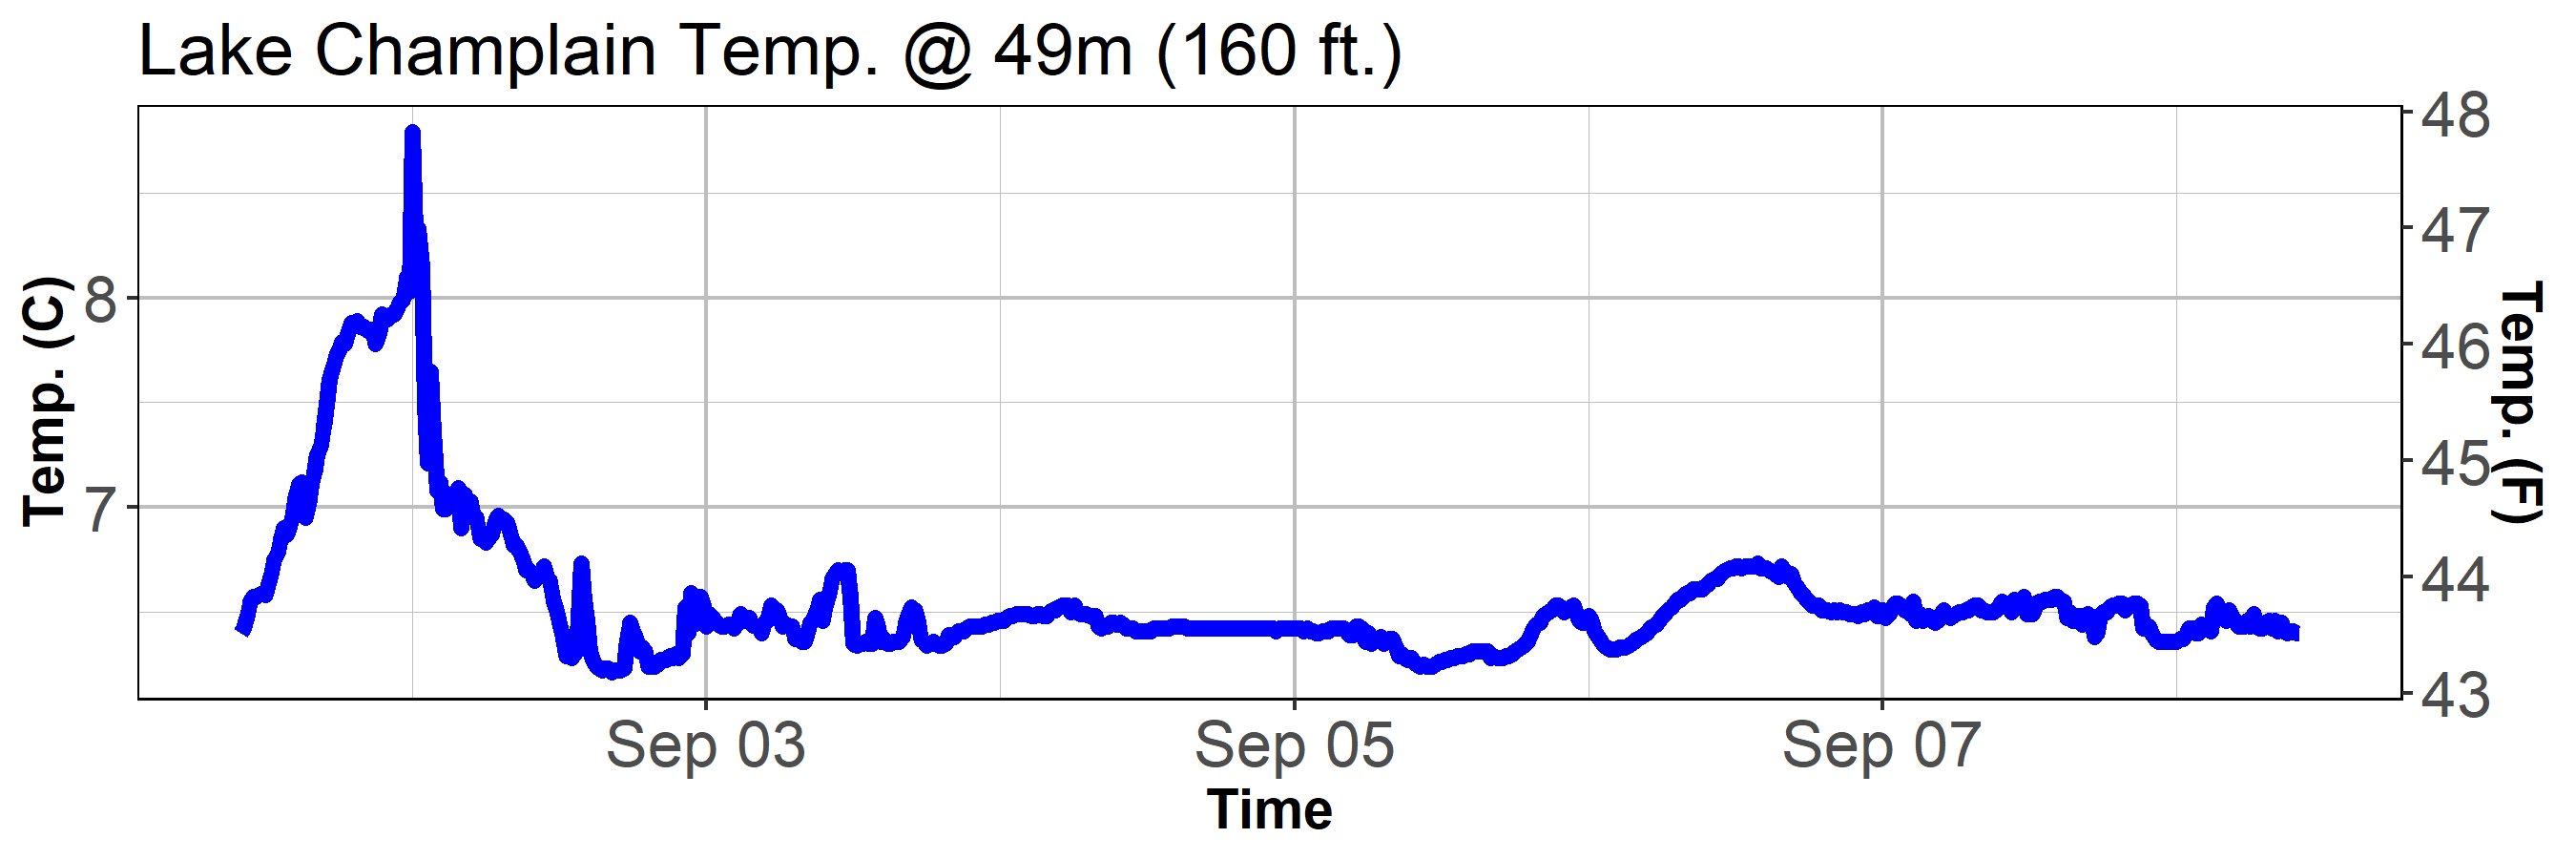 Lake Champlain Temp. @ 49m (160 ft.)
Temp. (C)
8
7
48
47
46
45
44
43
Temp. (F)
Sep 03 Sep 05 Sep 07
Time